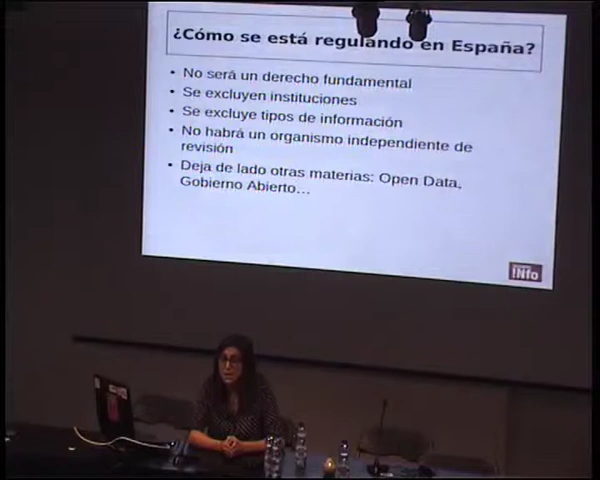 ¿Cómo se está regulando en España?
• No será un derecho fundamental
• Se excluyen instituciones
• Se excluye tipos de información
• No habrá un organismo independiente de
revisión
• Deja de lado otras materias: Open Data,
Gobierno Abierto...
!Nfo